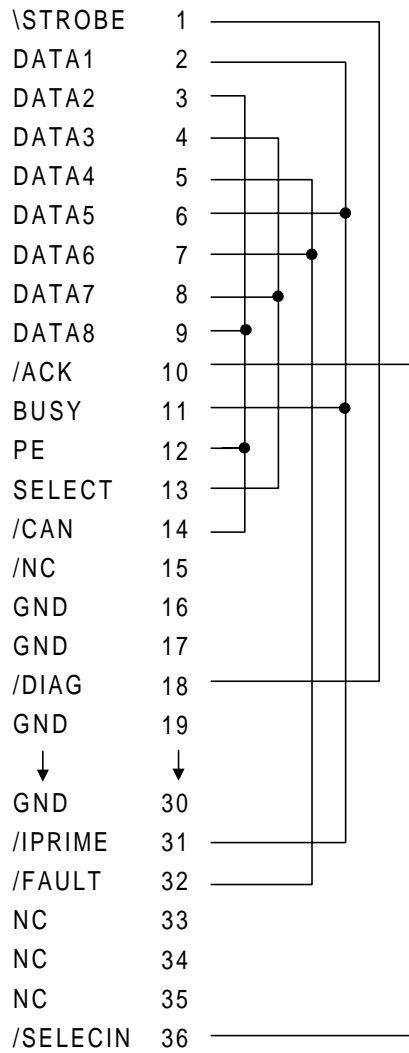 \STROBE 1
DATA1 2
DATA2 3
DATA3 4
DATA4 5
DATA5 6
DATA6 7
DATA7 8
DATA8 9
/ACK 10
BUSY 11
PE 12
SELECT 13
/CAN 14
/NC 15
GND 16
GND 17
/DIAG 18
GND 19
GND 30
/IPRIME 31
/FAULT 32
NC 33
NC 34
NC 35
/SELECIN 36